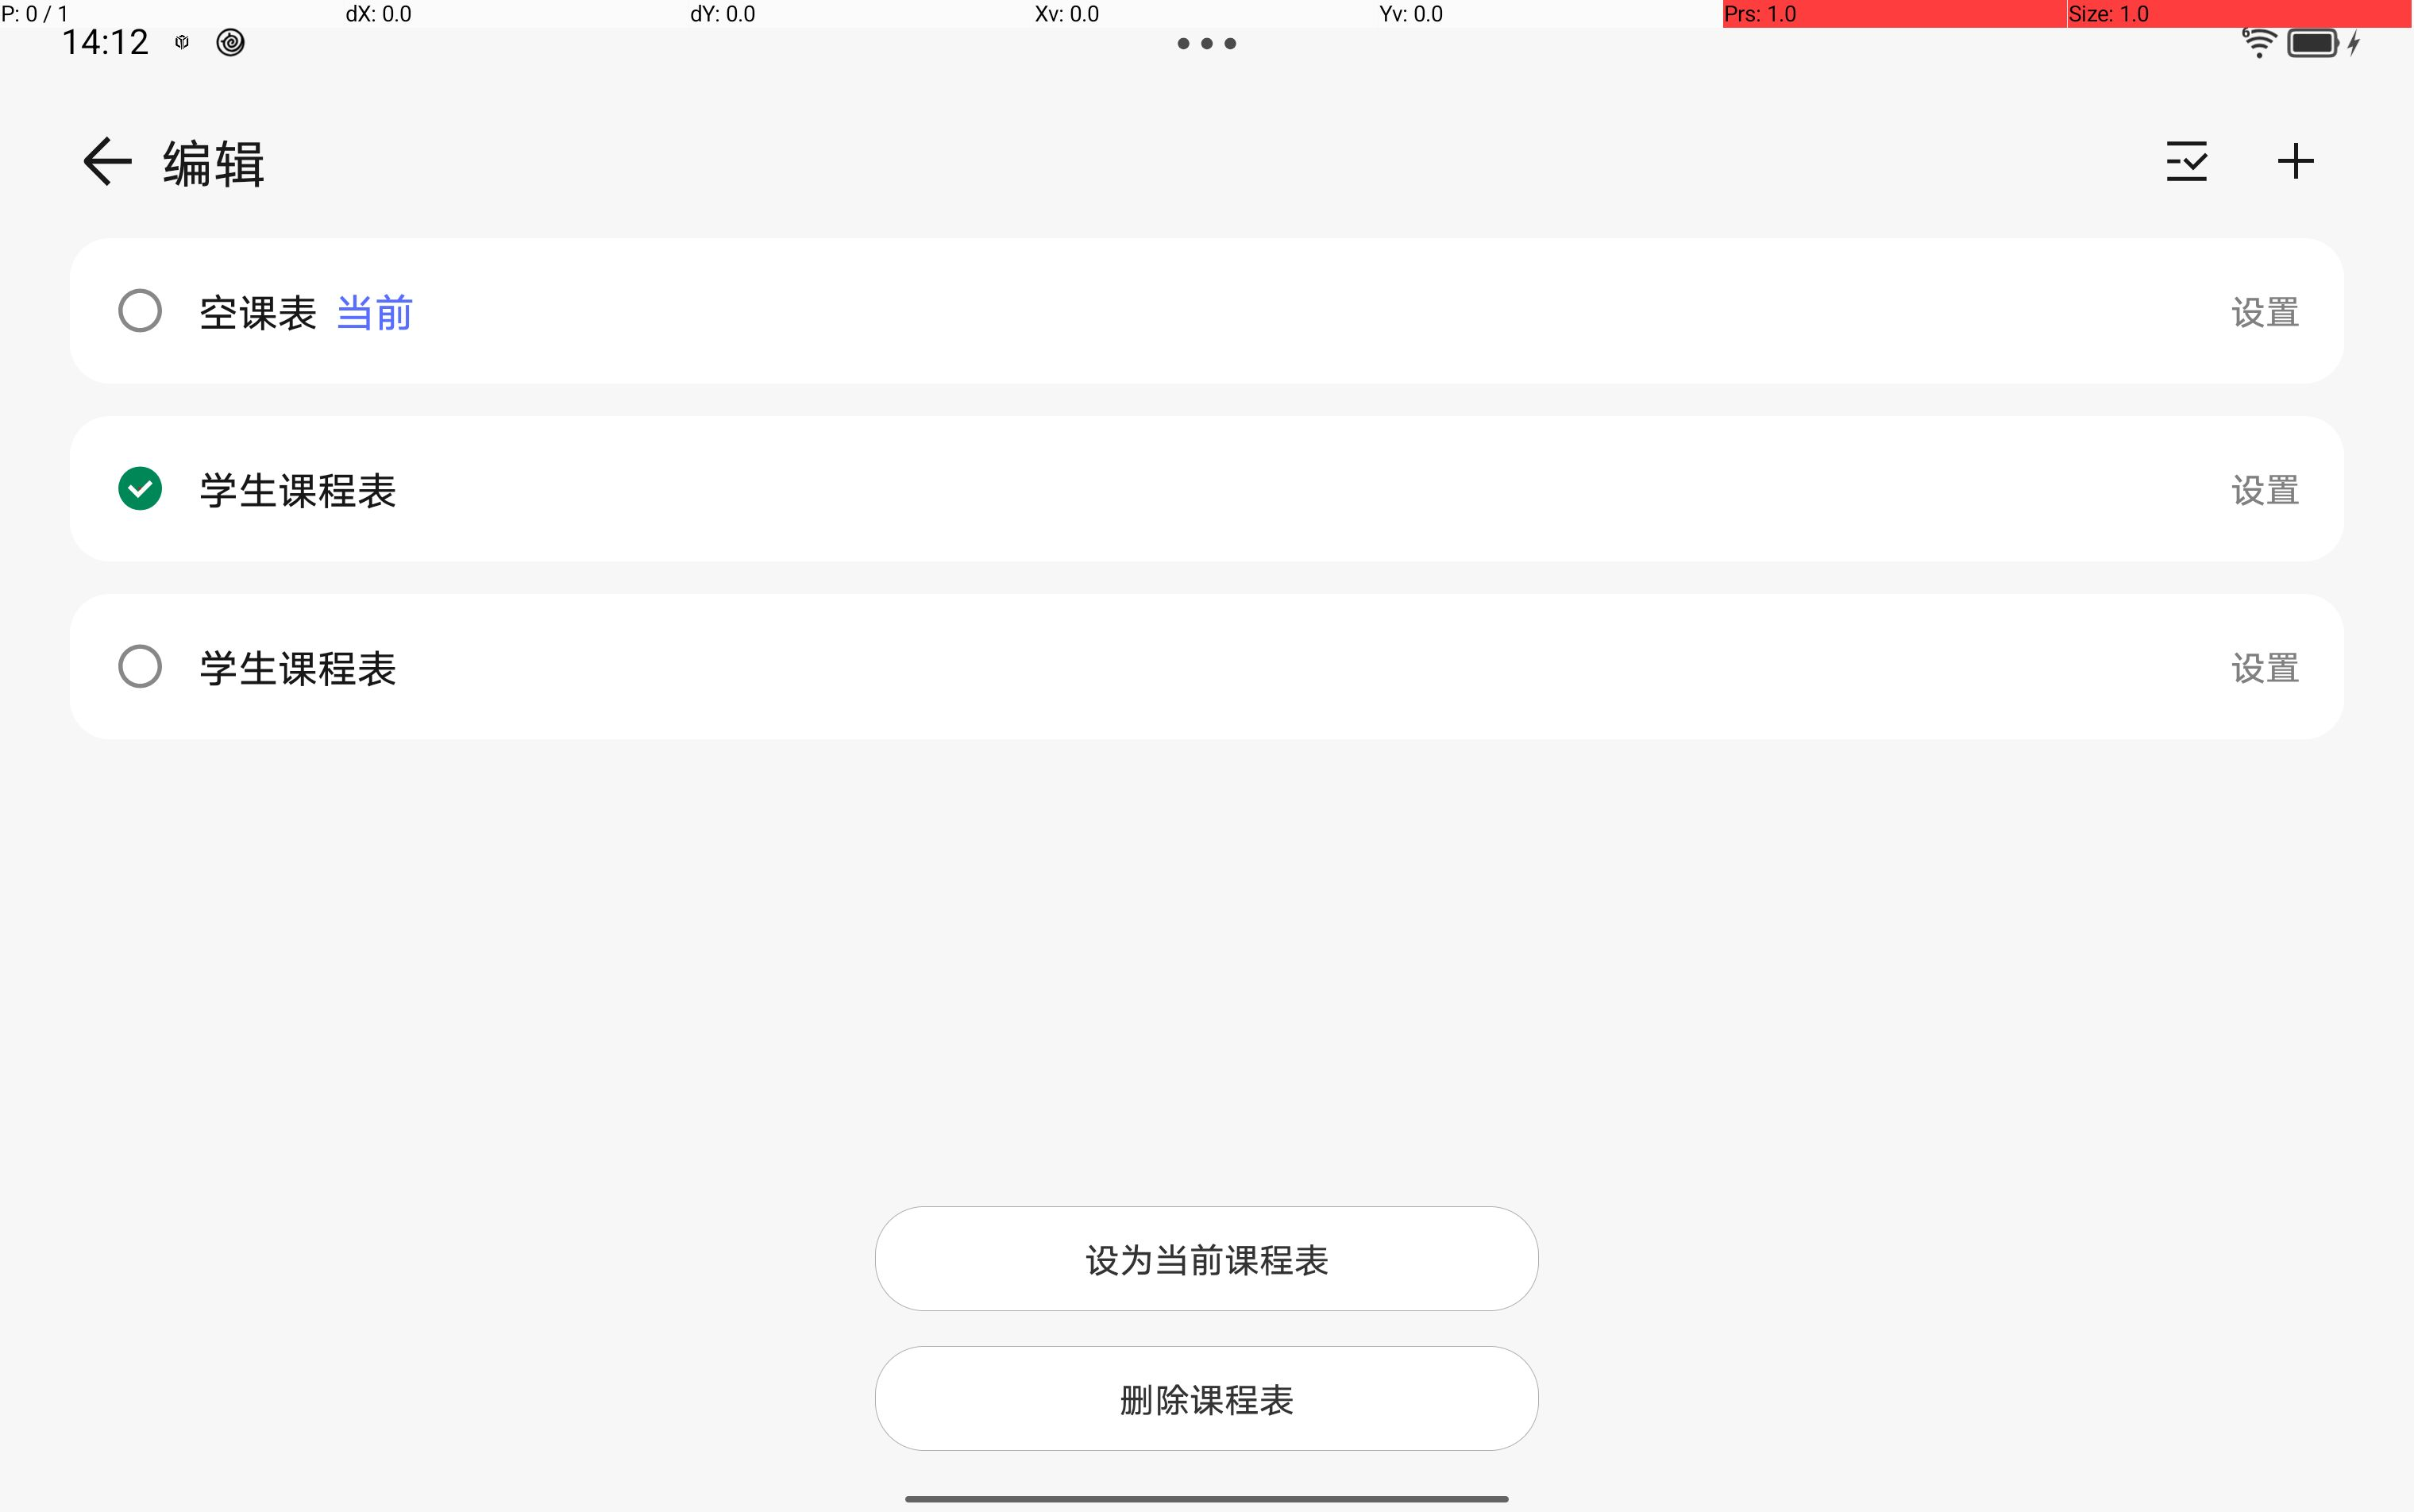 P: 0 / 1 dX: 0.0 dY: 0.0 Xv: 0.0 Yv: 0.0 Prs: 1.0 Size: 1.0
14:12 6
编辑
空课表 当前 设置
学生课程表 设置
学生课程表 设置
设为当前课程表
删除课程表